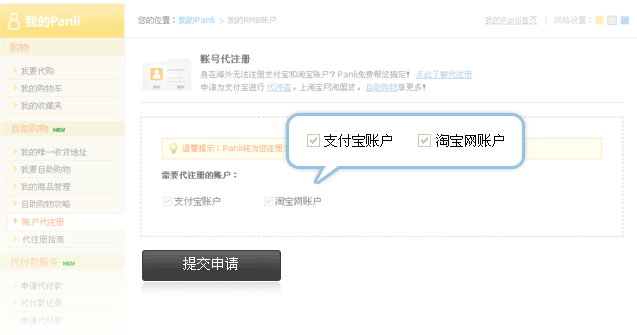 我的Panli
您的位置：我的Panli > 我的RMB帐户
我的Panli首页 | 风格设置：
购物
我要代购
我的购物车
我的收藏夹
自助购物 NEW
我的唯一收货地址
我要自助购物
我的商品管理
自助购物攻略
账户代注册
代注册指南
代付款服务 NEW
申请代付款
代付款记录
申请代付款
账号代注册
身在海外无法注册支付宝和淘宝账户？Panli免费帮您搞定！ 点此了解代注册
申请为支付宝进行 代冲值，上淘宝网淘国货， 自助购物享更多！
温馨提示：Panli将为您注册
支付宝账户 淘宝网账户
需要代注册的账户：
支付宝账户 淘宝网账户
提交申请